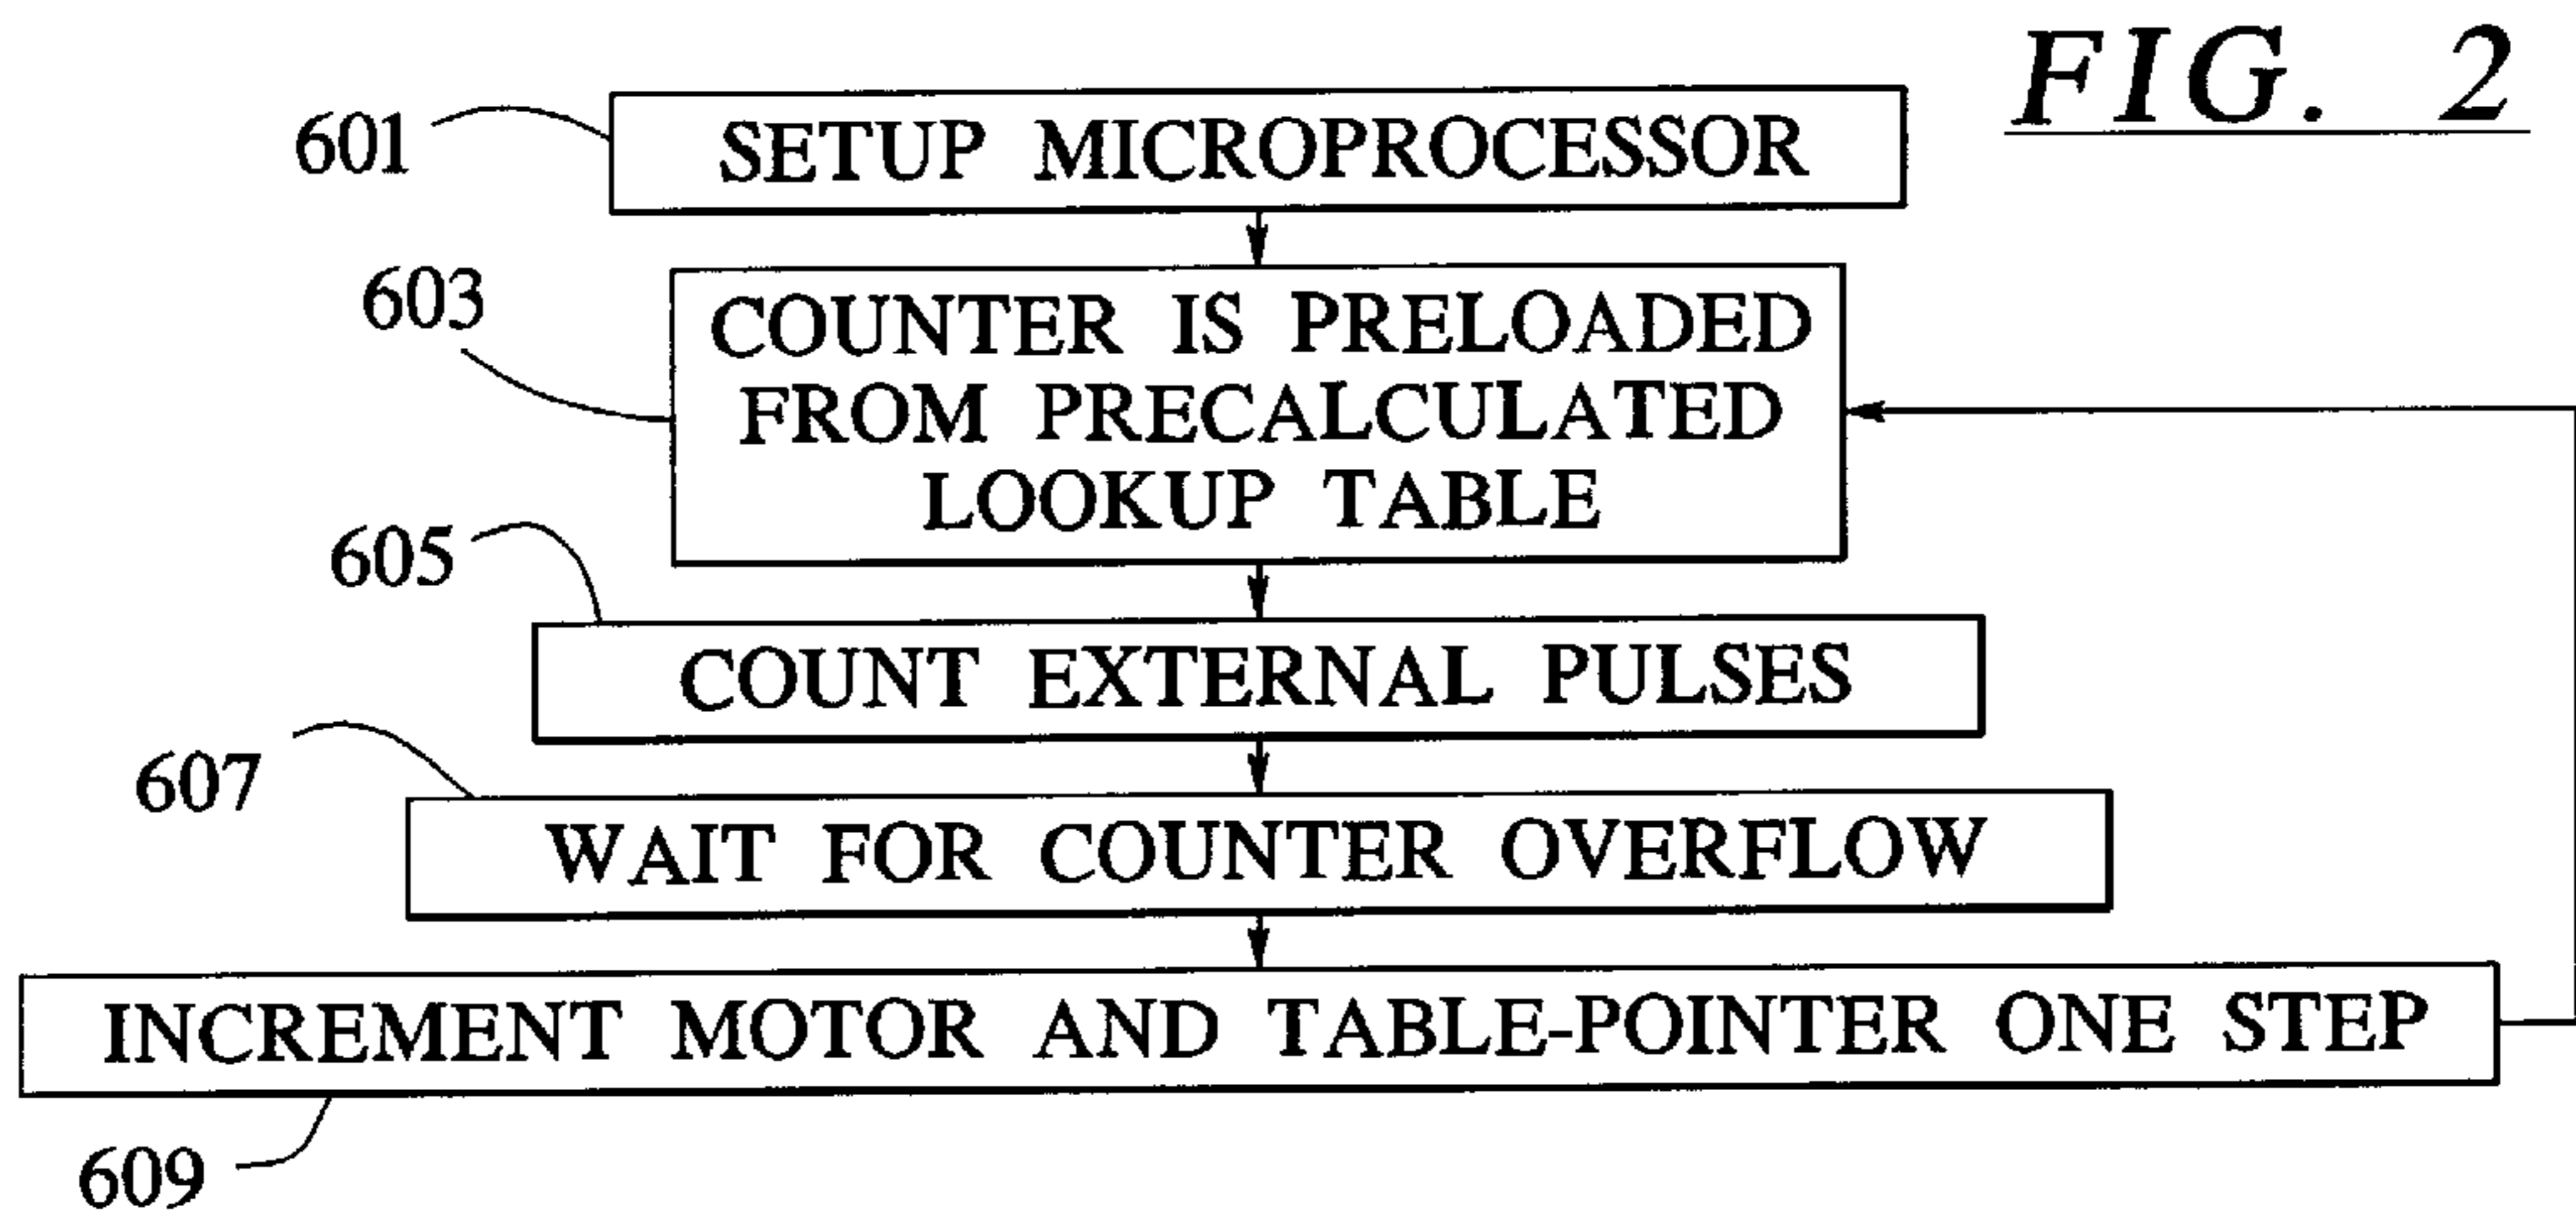 FIG. 2
601
SETUP MICROPROCESSOR
603
COUNTER IS PRELOADED
FROM PRECALCULATED
LOOKUP TABLE
605
COUNT EXTERNAL PULSES
607
WAIT FOR COUNTER OVERFLOW
INCREMENT MOTOR AND TABLE-POINTER ONE STEP
609